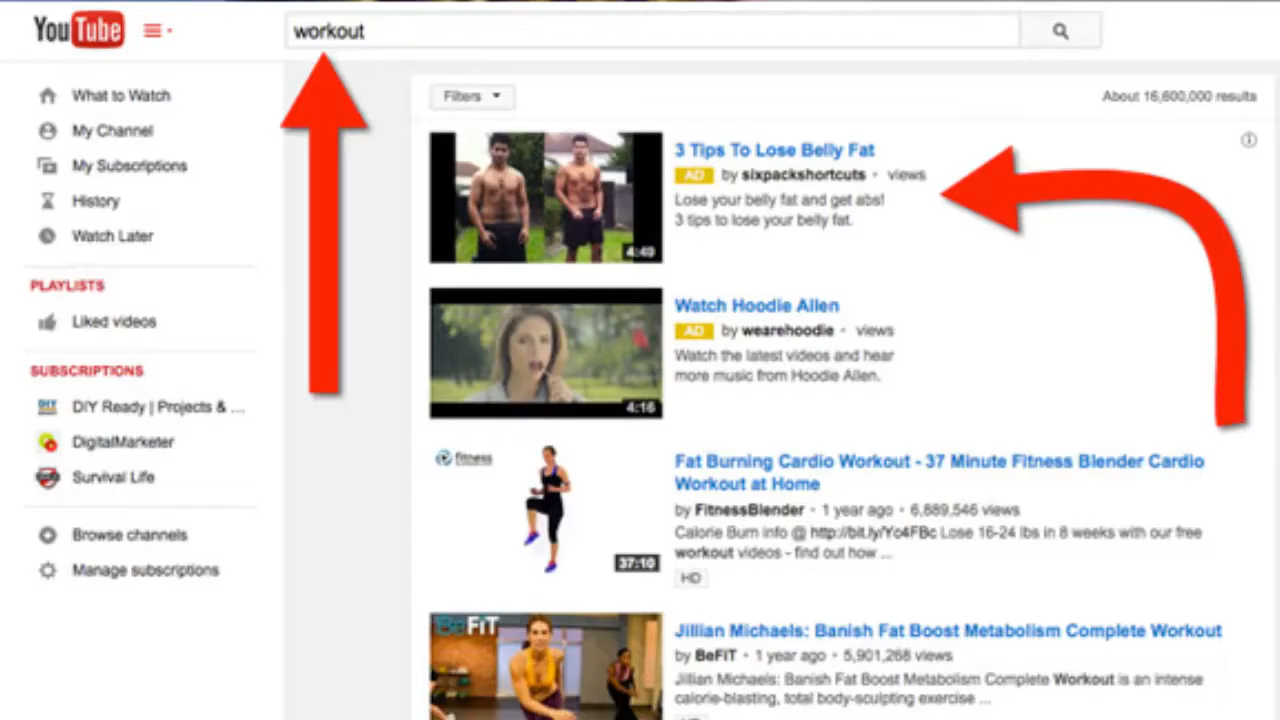 YouTube
workout
What to Watch
My Channel
My Subscriptions
History
Watch Later
PLAYLISTS
Liked videos
SUBSCRIPTIONS
DIY Ready | Projects & ...
DigitalMarketer
Survival Life
Browse channels
Manage subscriptions
Filters
About 16,600,000 results
4:49
3 Tips To Lose Belly Fat
AD by sixpackshortcuts · views
Lose your belly fat and get abs!
3 tips to lose your belly fat.
4:16
Watch Hoodie Allen
AD by wearehoodie · views
Watch the latest videos and hear
more music from Hoodie Allen.
fitness
37:10
Fat Burning Cardio Workout - 37 Minute Fitness Blender Cardio
Workout at Home
by FitnessBlender · 1 year ago · 6,889,546 views
Calorie Burn info @ http://bit.ly/Yc4FBc Lose 16-24 lbs in 8 weeks with our free
workout videos - find out how ...
HD
BeFiT
Jillian Michaels: Banish Fat Boost Metabolism Complete Workout
by BeFiT · 1 year ago · 5,901,268 views
Jillian Michaels: Banish Fat Boost Metabolism Complete Workout is an intense
calorie-blasting, total body-sculpting exercise ...